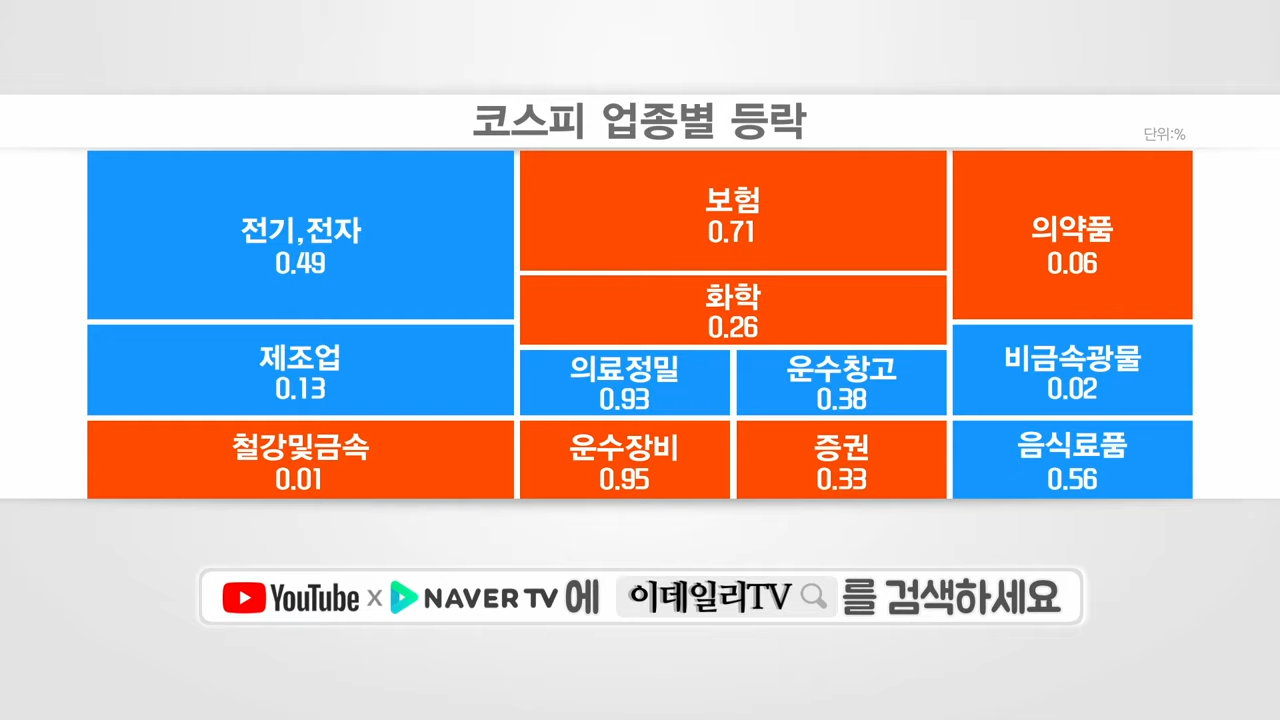 코스피 업종별 등락
단위:%
전기,전자
0.49
제조업
0.13
철강및금속
0.01
보험
0.71
화학
0.26
의료정밀
0.93
운수창고
0.38
운수장비
0.95
증권
0.33
의약품
0.06
비금속광물
0.02
음식료품
0.56
YouTube x NAVER TV에 이데일리TV 를 검색하세요